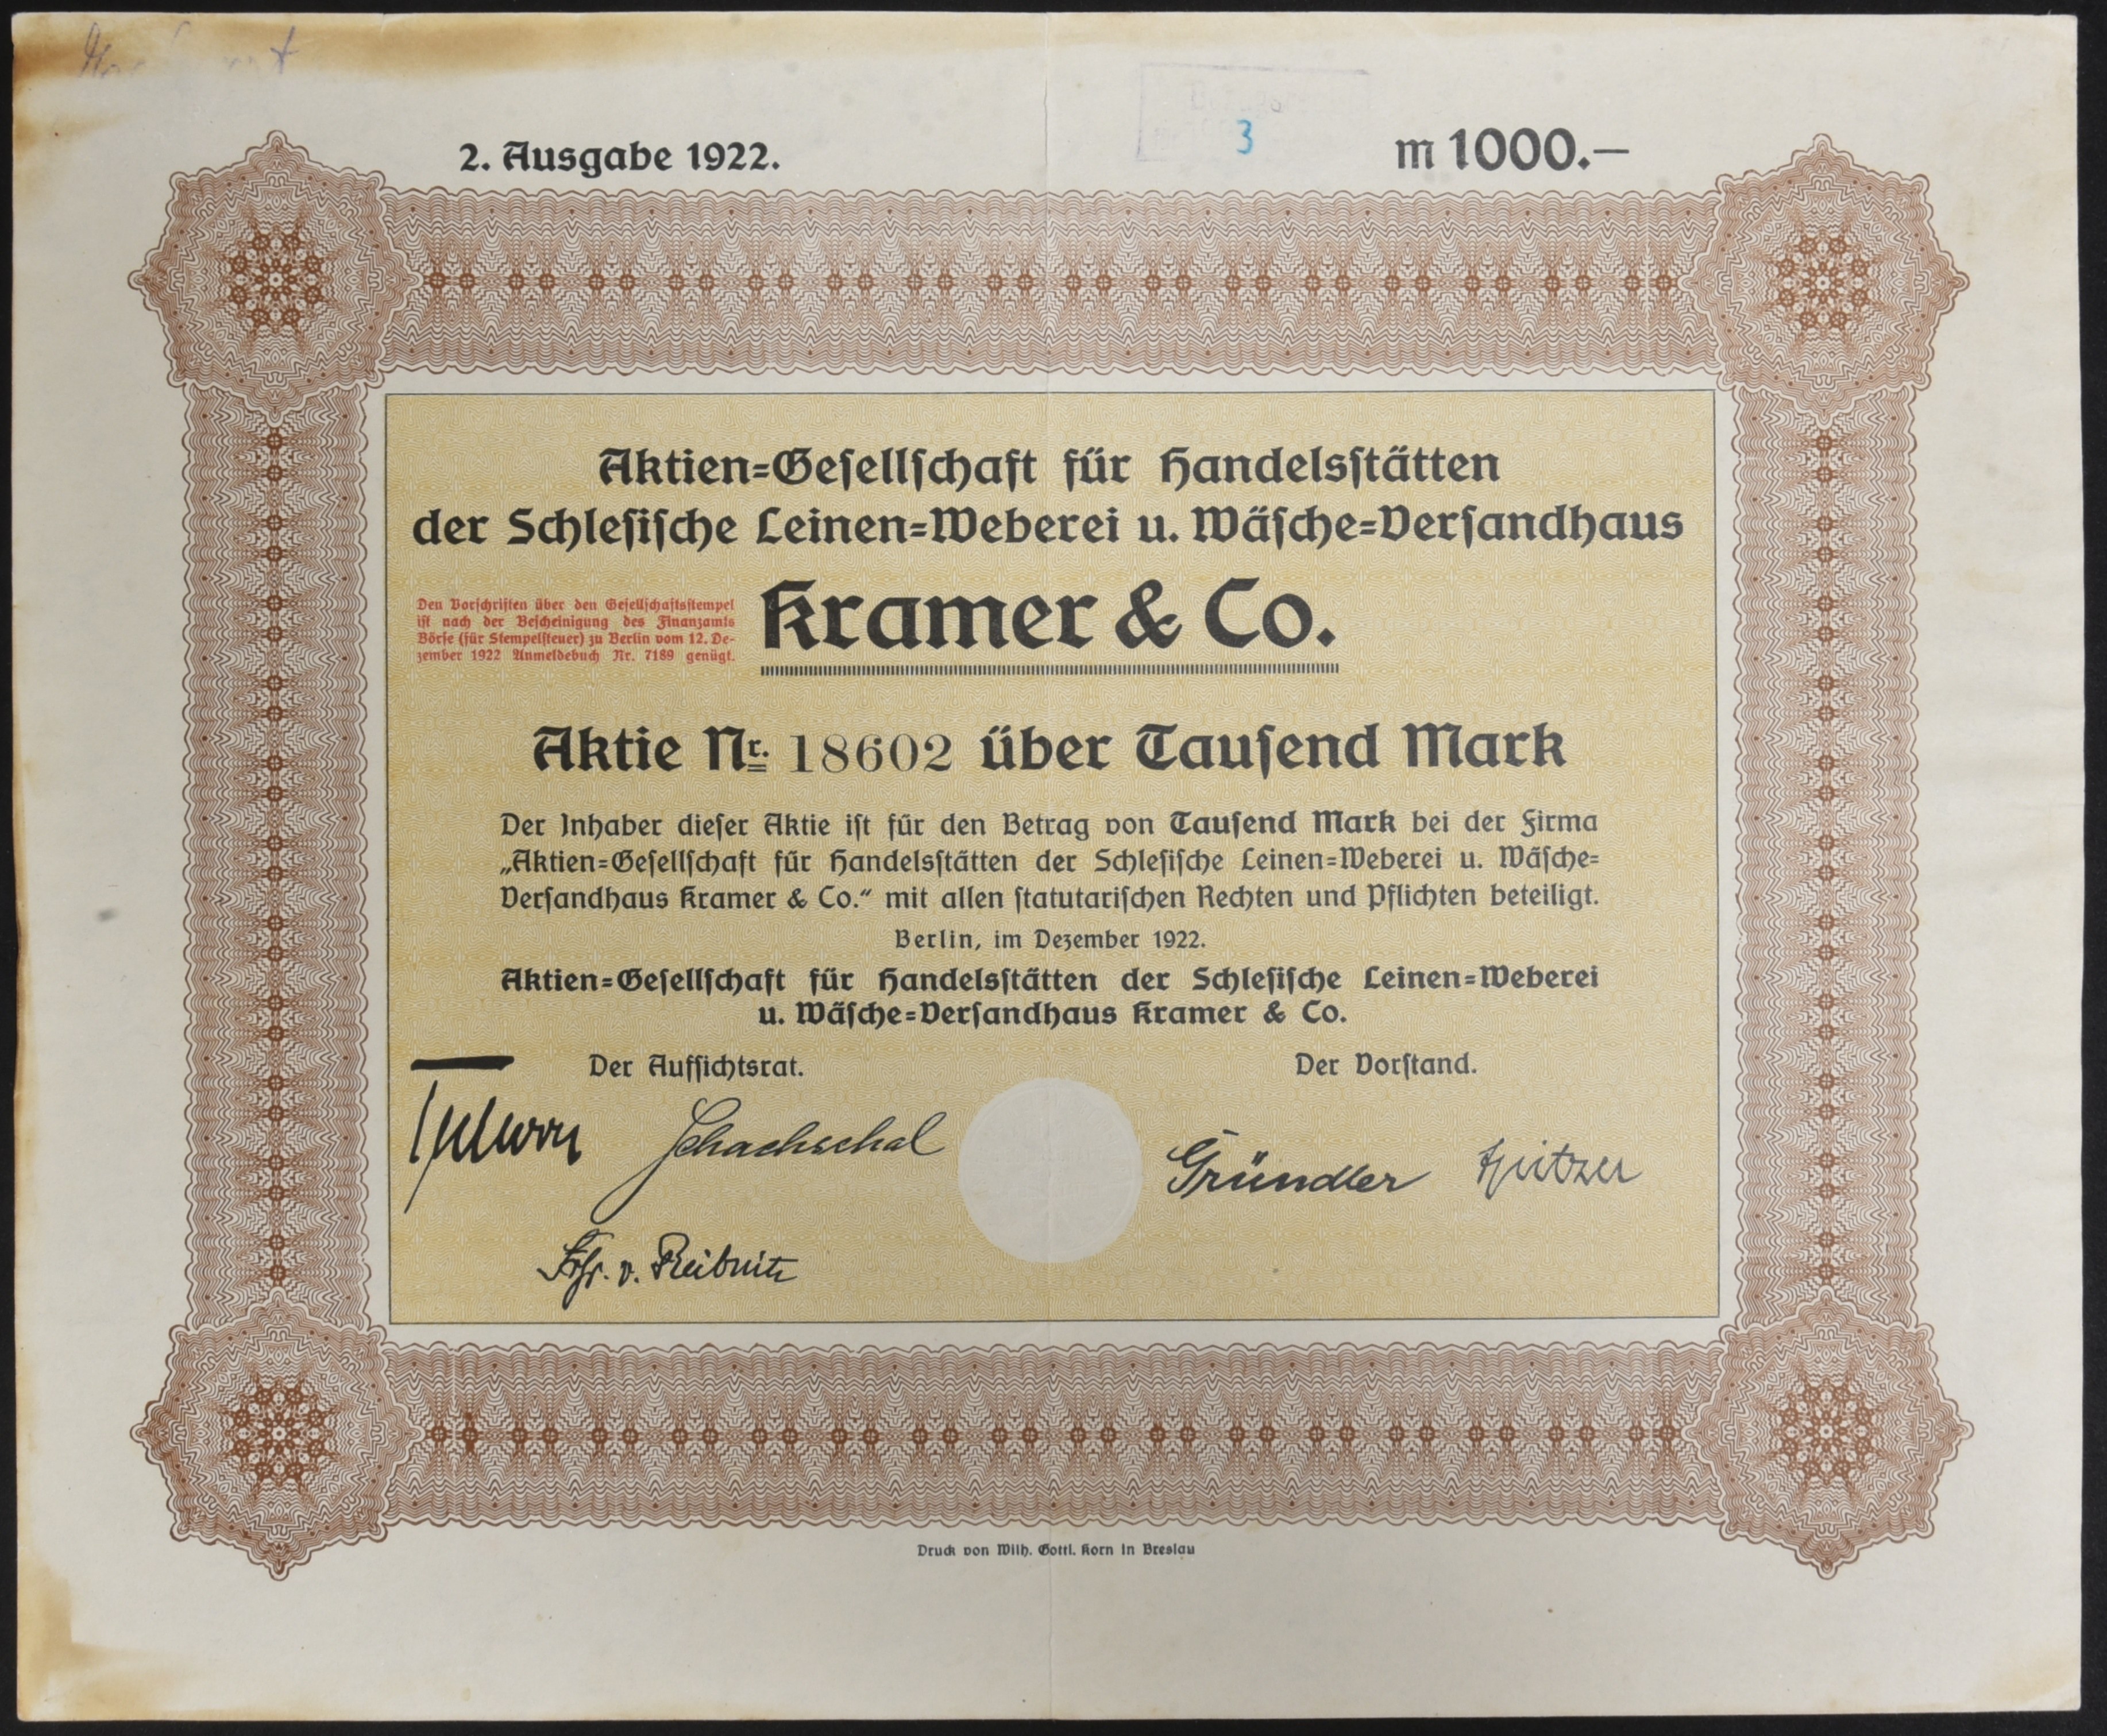 2. Ausgabe 1922.
3
m 1000.—
Aktien=Geſellſchaft für Handelsſtätten
der Schleſiſche Leinen=Weberei u. Wäſche=Verſandhaus
Kramer & Co.
Den Vorſchriften über den Geſellſchaftsſtempel
iſt nach der Beſcheinigung des Finanzamts
Börſe (für Stempelſteuer) zu Berlin vom 12. De-
zember 1922 Anmeldebuch Nr. 7189 genügt.
Aktie Nr. 18602 über Tauſend Mark
Der Inhaber dieſer Aktie iſt für den Betrag von Tauſend Mark bei der Firma
„Aktien=Geſellſchaft für Handelsſtätten der Schleſiſche Leinen=Weberei u. Wäſche=
Verſandhaus Kramer & Co.“ mit allen ſtatutariſchen Rechten und Pflichten beteiligt.
Berlin, im Dezember 1922.
Aktien=Geſellſchaft für Handelsſtätten der Schleſiſche Leinen=Weberei
u. Wäſche=Verſandhaus Kramer & Co.
Der Aufſichtsrat.
Der Vorſtand.
Schachschal
Gründler
Frhr. v. Reibnitz
Druck von Wilh. Gottl. Korn in Breslau